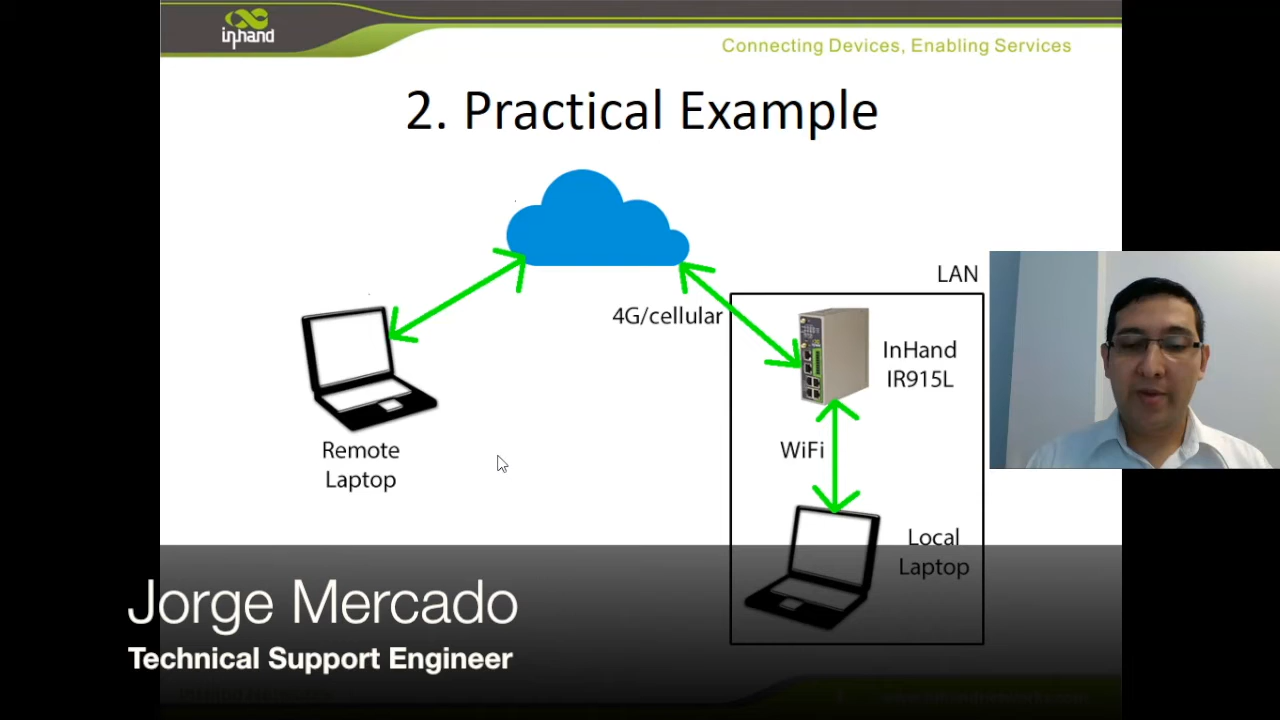 inhand
Connecting Devices, Enabling Services
2. Practical Example
LAN
4G/cellular
InHand
IR915L
WiFi
Remote
Laptop
Local
Laptop
Jorge Mercado
Technical Support Engineer